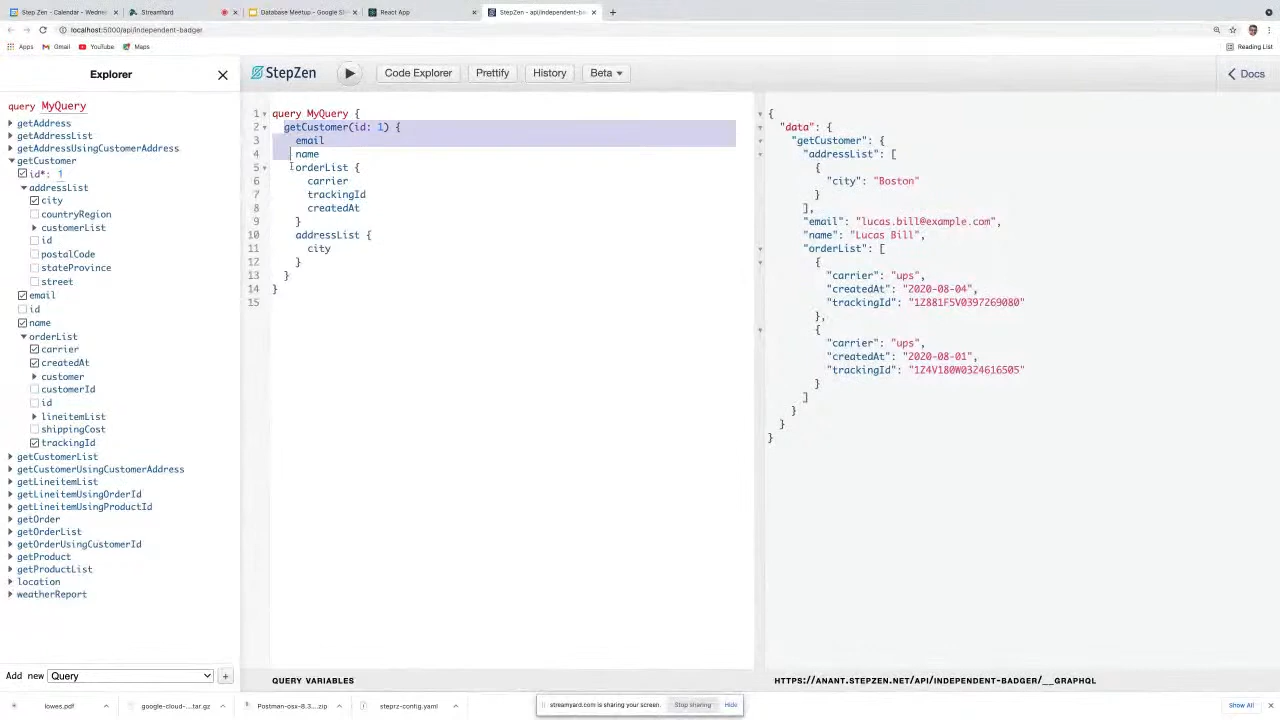 Step Zen - Calendar - Wedne
StreamYard
Database Meetup - Google Sl
React App
StepZen - api/independent-ba
localhost:5000/api/independent-badger
Apps
Gmail
YouTube
Maps
Reading List
Explorer
StepZen
Code Explorer
Prettify
History
Beta
Docs
query MyQuery
getAddress
getAddressList
getAddressUsingCustomerAddress
getCustomer
id*: 1
addressList
city
countryRegion
customerList
id
postalCode
stateProvince
street
email
id
name
orderList
carrier
createdAt
customer
customerId
id
lineitemList
shippingCost
trackingId
getCustomerList
getCustomerUsingCustomerAddress
getLineitemList
getLineitemUsingOrderId
getLineitemUsingProductId
getOrder
getOrderList
getOrderUsingCustomerId
getProduct
getProductList
location
weatherReport
Add new Query +
1 query MyQuery {
2 getCustomer(id: 1) {
3 email
4 name
5 orderList {
6 carrier
7 trackingId
8 createdAt
9 }
10 addressList {
11 city
12 }
13 }
14 }
15
QUERY VARIABLES
{
"data": {
"getCustomer": {
"addressList": [
{
"city": "Boston"
}
],
"email": "lucas.bill@example.com",
"name": "Lucas Bill",
"orderList": [
{
"carrier": "ups",
"createdAt": "2020-08-04",
"trackingId": "1Z881F5V0397269080"
},
{
"carrier": "ups",
"createdAt": "2020-08-01",
"trackingId": "1Z4V180W0324616505"
}
]
}
}
}
HTTPS://ANANT.STEPZEN.NET/API/INDEPENDENT-BADGER/__GRAPHQL
lowes.pdf
google-cloud-....tar.gz
Postman-osx-8.3....zip
steprz-config.yaml
streamyard.com is sharing your screen.
Stop sharing
Hide
Show All